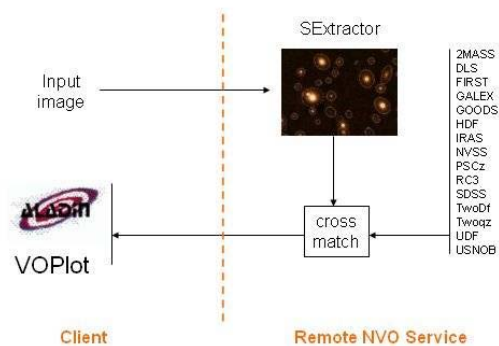 SExtractor
Input
image
2MASS
DLS
FIRST
GALEX
GOODS
HDF
IRAS
NVSS
PSCz
RC3
SDSS
TwoDf
Twoqz
UDF
USNOB
ALADIN
VOPlot
cross
match
Client
Remote NVO Service